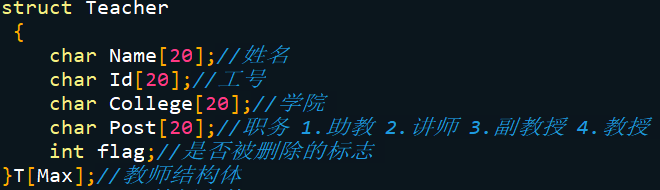 struct Teacher
{
char Name[20];//姓名
char Id[20];//工号
char College[20];//学院
char Post[20];//职务 1.助教 2.讲师 3.副教授 4.教授
int flag;//是否被删除的标志
}T[Max];//教师结构体